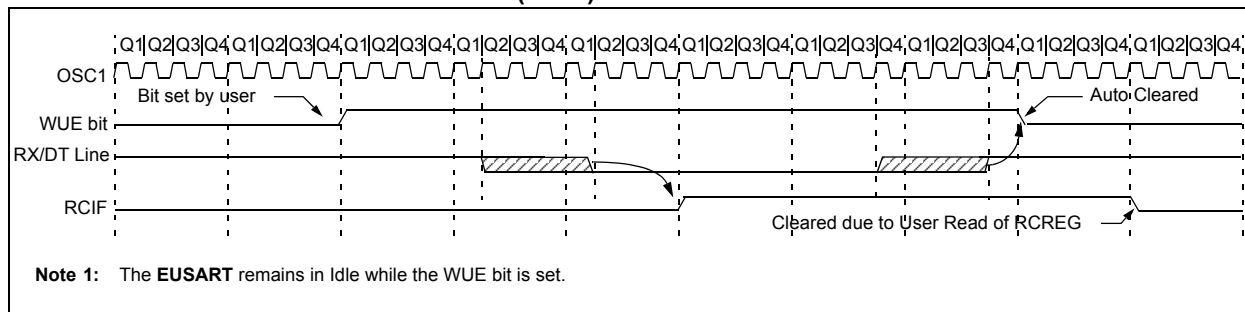 Q1|Q2|Q3|Q4|Q1|Q2|Q3|Q4|Q1|Q2|Q3|Q4|Q1|Q2|Q3|Q4|Q1|Q2|Q3|Q4|Q1|Q2|Q3|Q4|Q1|Q2|Q3|Q4|Q1|Q2|Q3|Q4|Q1|Q2|Q3|Q4|Q1|Q2|Q3|Q4
OSC1
Bit set by user
Auto Cleared
WUE bit
RX/DT Line
RCIF
Cleared due to User Read of RCREG
Note 1: The EUSART remains in Idle while the WUE bit is set.